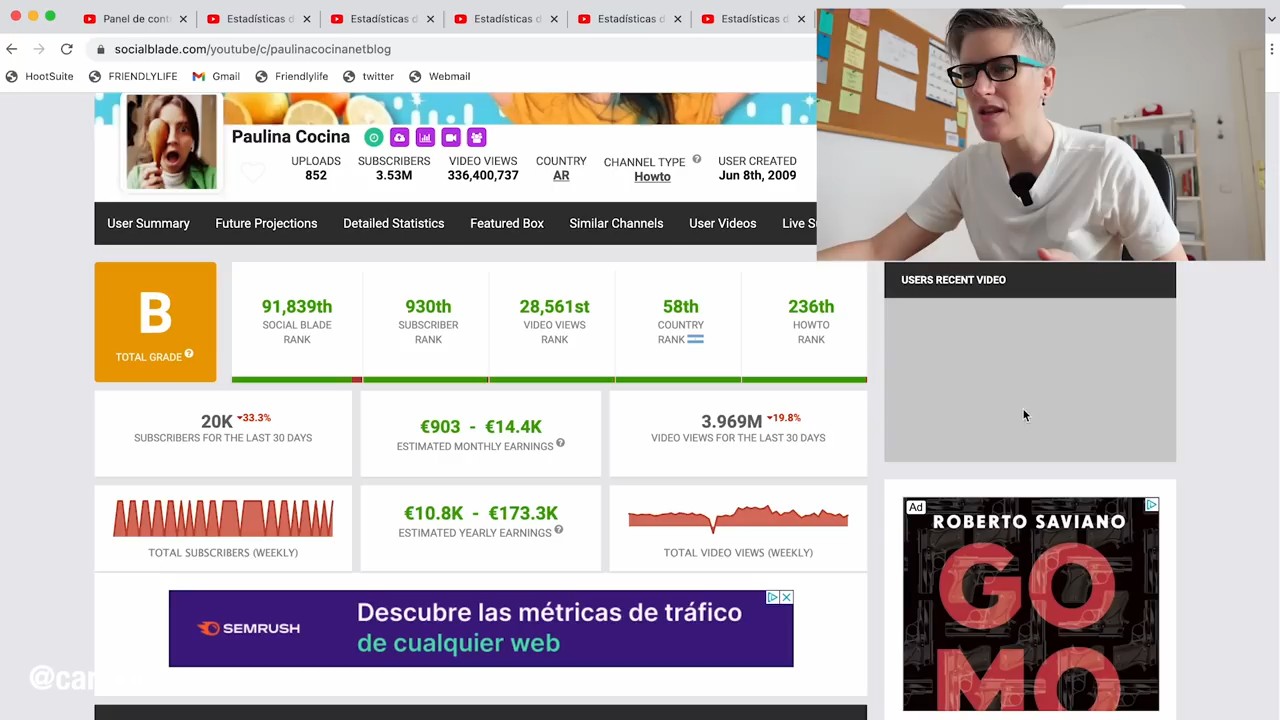 Panel de cont
Estadísticas d
Estadísticas d
Estadísticas d
Estadísticas d
Estadísticas d
socialblade.com/youtube/c/paulinacocinanetblog
HootSuite
FRIENDLYLIFE
Gmail
Friendlylife
twitter
Webmail
Paulina Cocina
UPLOADS
852
SUBSCRIBERS
3.53M
VIDEO VIEWS
336,400,737
COUNTRY
AR
CHANNEL TYPE ?
Howto
USER CREATED
Jun 8th, 2009
User Summary
Future Projections
Detailed Statistics
Featured Box
Similar Channels
User Videos
Live S
B
TOTAL GRADE ?
91,839th
SOCIAL BLADE
RANK
930th
SUBSCRIBER
RANK
28,561st
VIDEO VIEWS
RANK
58th
COUNTRY
RANK
236th
HOWTO
RANK
USERS RECENT VIDEO
20K -33.3%
SUBSCRIBERS FOR THE LAST 30 DAYS
€903 - €14.4K
ESTIMATED MONTHLY EARNINGS ?
3.969M -19.8%
VIDEO VIEWS FOR THE LAST 30 DAYS
TOTAL SUBSCRIBERS (WEEKLY)
€10.8K - €173.3K
ESTIMATED YEARLY EARNINGS ?
TOTAL VIDEO VIEWS (WEEKLY)
SEMRUSH
Descubre las métricas de tráfico
de cualquier web
Ad
ROBERTO SAVIANO
GO
MO
@car